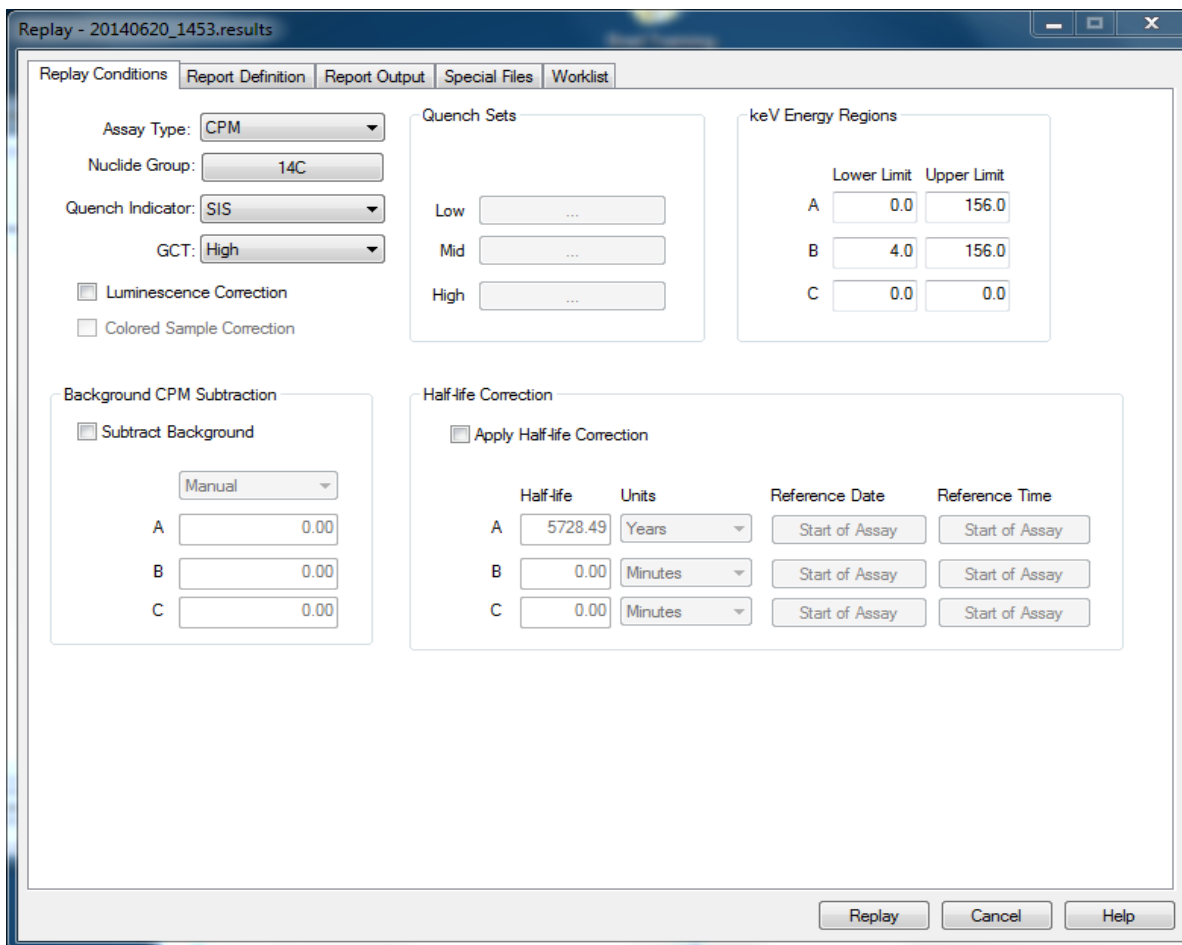 Replay - 20140620_1453.results
Replay Conditions Report Definition Report Output Special Files Worklist
Assay Type: CPM
Nuclide Group: 14C
Quench Indicator: SIS
GCT: High
Luminescence Correction
Colored Sample Correction
Quench Sets
Low ...
Mid ...
High ...
keV Energy Regions
Lower Limit Upper Limit
A 0.0 156.0
B 4.0 156.0
C 0.0 0.0
Background CPM Subtraction
Subtract Background
Manual
A 0.00
B 0.00
C 0.00
Half-life Correction
Apply Half-life Correction
Half-life Units Reference Date Reference Time
A 5728.49 Years Start of Assay Start of Assay
B 0.00 Minutes Start of Assay Start of Assay
C 0.00 Minutes Start of Assay Start of Assay
Replay Cancel Help